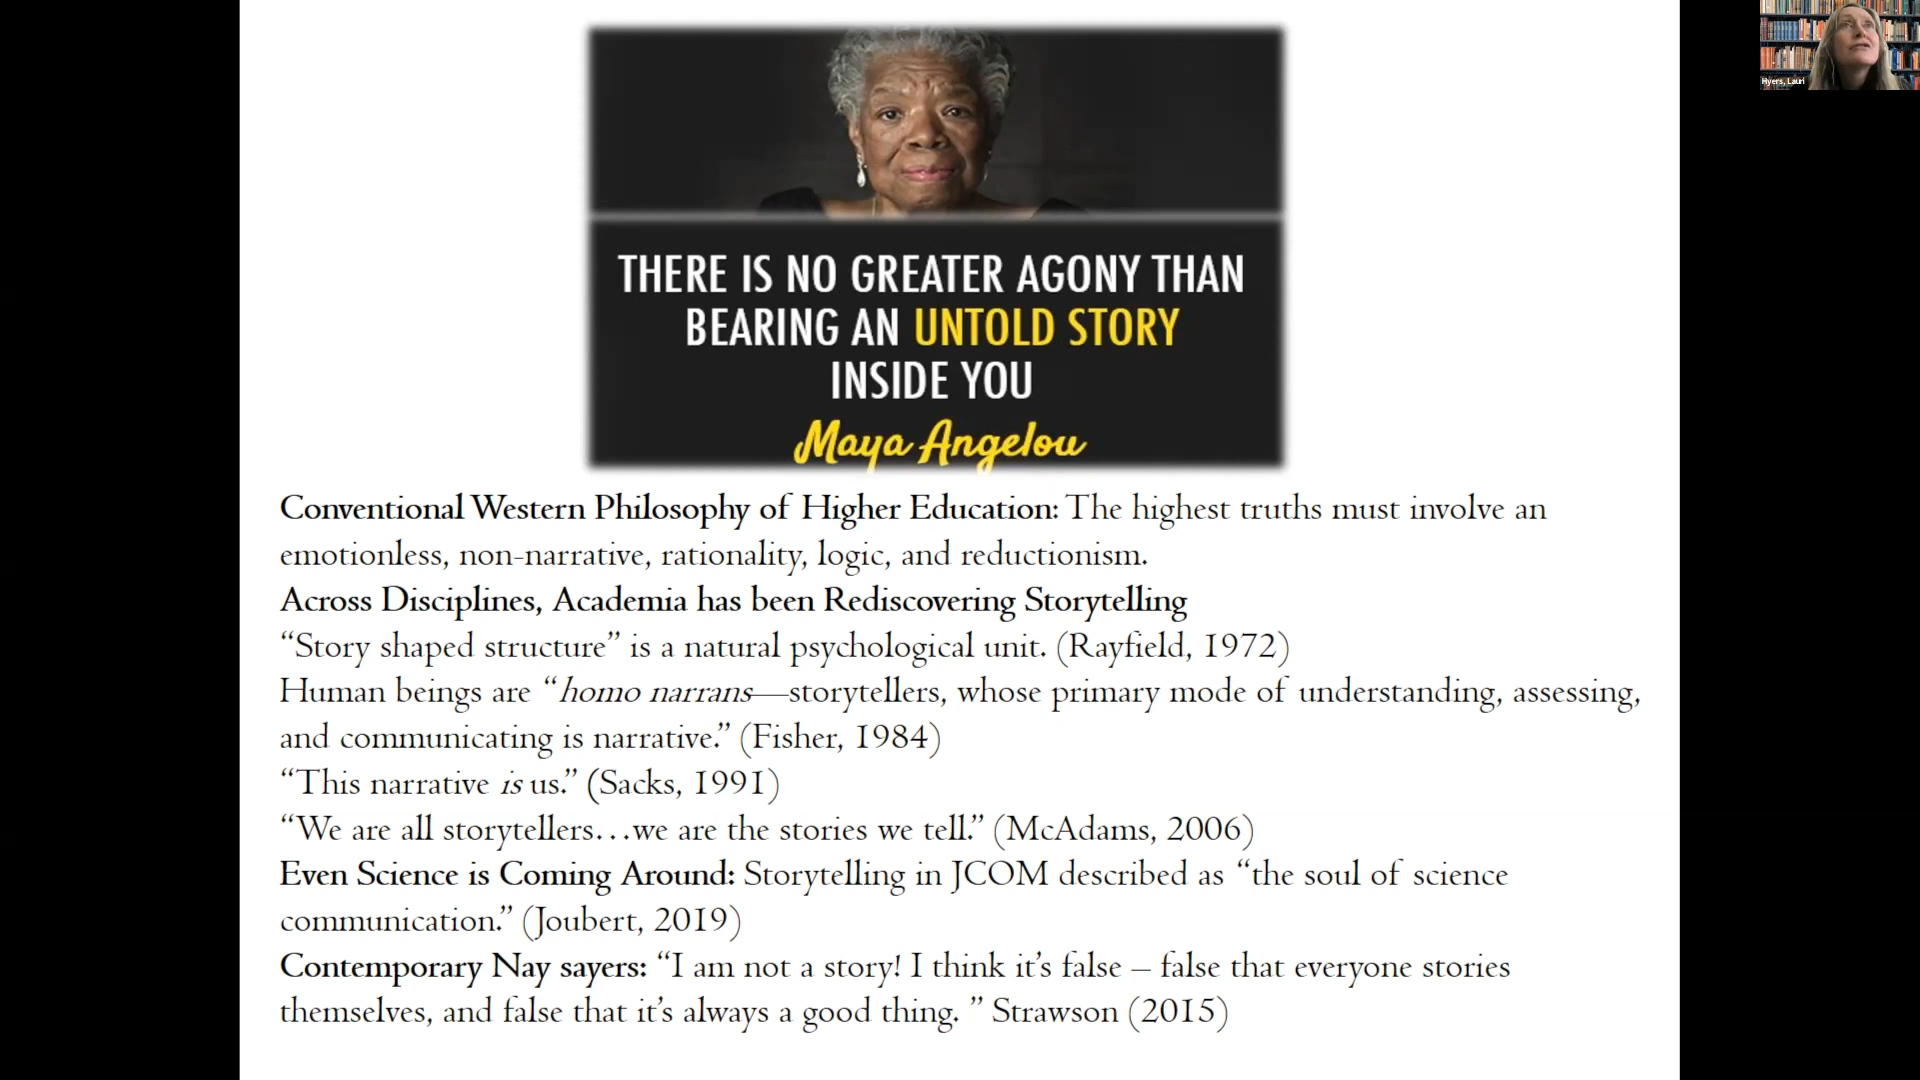 THERE IS NO GREATER AGONY THAN
BEARING AN UNTOLD STORY
INSIDE YOU
Maya Angelou
Conventional Western Philosophy of Higher Education: The highest truths must involve an
emotionless, non-narrative, rationality, logic, and reductionism.
Across Disciplines, Academia has been Rediscovering Storytelling
“Story shaped structure” is a natural psychological unit. (Rayfield, 1972)
Human beings are “homo narrans—storytellers, whose primary mode of understanding, assessing,
and communicating is narrative.” (Fisher, 1984)
“This narrative is us.” (Sacks, 1991)
“We are all storytellers…we are the stories we tell.” (McAdams, 2006)
Even Science is Coming Around: Storytelling in JCOM described as “the soul of science
communication.” (Joubert, 2019)
Contemporary Nay sayers: “I am not a story! I think it’s false – false that everyone stories
themselves, and false that it’s always a good thing. ” Strawson (2015)